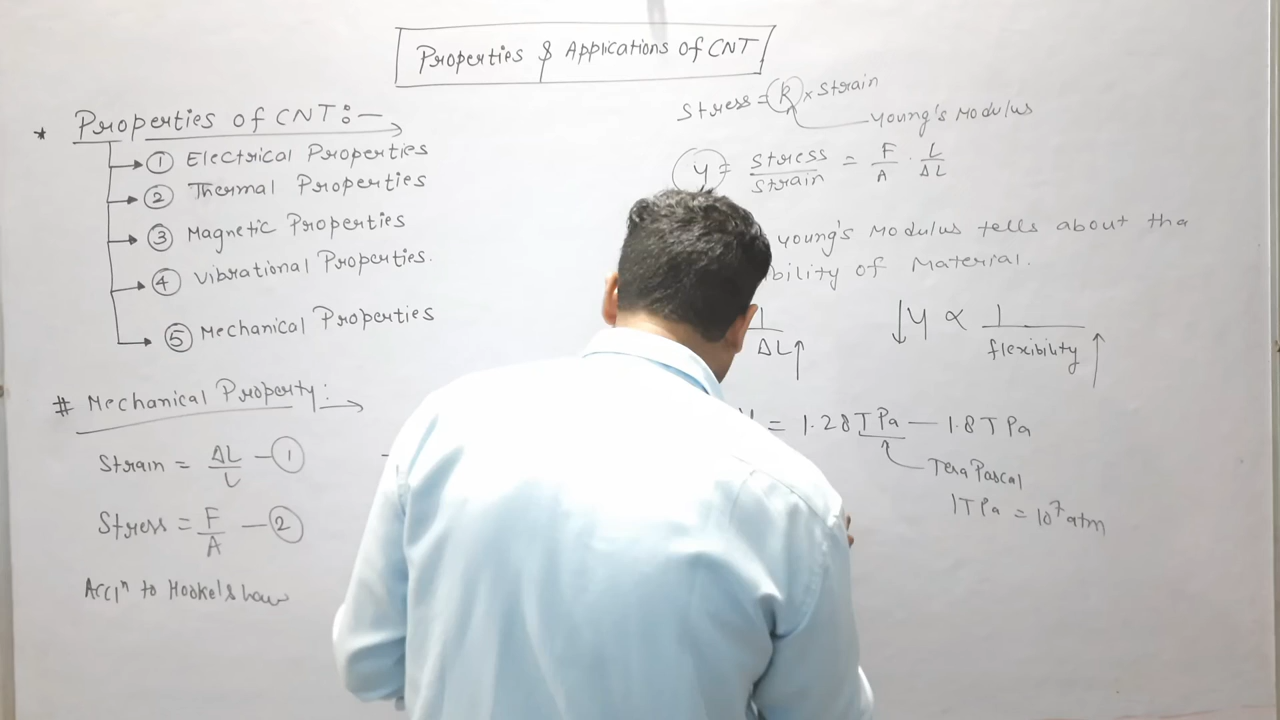 Properties & Applications of CNT
* Properties of CNT :-
① Electrical Properties
② Thermal Properties
③ Magnetic Properties
④ Vibrational Properties.
⑤ Mechanical Properties
# Mechanical Property :
Strain = ΔL/L — ①
Stress = F/A — ②
Accⁿ to Hooke's Law
Stress = k × Strain
Young's Modulus
Y = Stress/Strain = F/A · L/ΔL
Young's Modulus tells about the
bility of Material.
1/ΔL ↑
↓ Y ∝ 1/flexibility ↑
= 1.28 TPa — 1.8 TPa
Tera Pascal
1 TPa = 10⁷ atm